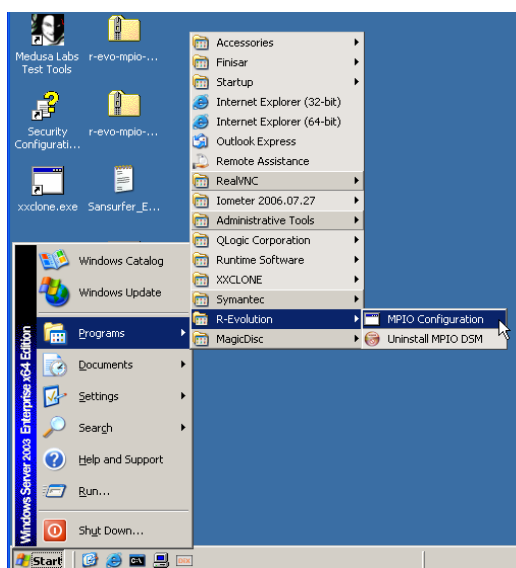 Medusa Labs
Test Tools
r-evo-mpio-...
Security
Configurati...
r-evo-mpio-...
xxclone.exe
Sansurfer_E...
Accessories
Finisar
Startup
Internet Explorer (32-bit)
Internet Explorer (64-bit)
Outlook Express
Remote Assistance
RealVNC
Iometer 2006.07.27
Administrative Tools
QLogic Corporation
Runtime Software
XXCLONE
Symantec
R-Evolution
MagicDisc
MPIO Configuration
Uninstall MPIO DSM
Windows Catalog
Windows Update
Programs
Documents
Settings
Search
Help and Support
Run...
Shut Down...
Windows Server 2003 Enterprise x64 Edition
Start